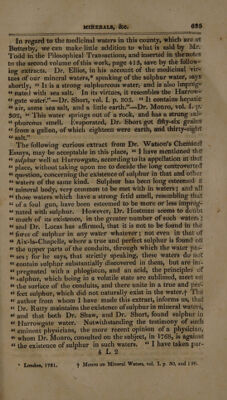 MINERALS, &c. 625
In regard to the medicinal waters in this county, which are at
Butterby, we can make little addition to what is said by Mr.
Todd in the Philosophical Transactions, and inserted in the notes
to the second volume of this work, page 415, save by the follow-
ing extracts. Dr. Elliot, in his account of the medicinal vir-
tues of our mineral waters,* speaking of the sulphur water, says
shortly, "It is a strong sulphureous water, and is also impreg-
"nated with sea salt. In its virtues, it resembles the Harrow-
"gate water."—Dr. Short, vol. I. p. 303. "It contains hepatic
"air, some sea salt, and a little earth."—Dr. Monro, vol. I. p.
302. "This water springs out of a rock, and has a strong sul-
"phureous smell. Evaporated, Dr. Short got fifty-six grains
"from a gallon, of which eighteen were earth, and thirty-eight
"salt."
The following curious extract from Dr. Watson's Chemical
Essays, may be acceptable in this place, "I have mentioned the
"sulphur well at Harrowgate, according to its appellation at that
"place, without taking upon me to decide the long controverted
"question, concerning the existence of sulphur in that and other
"waters of the same kind. Sulphur has been long esteemed a
"mineral body, very common to be met with in waters; and all
"those waters which have a strong fetid smell, resembling that
"of a foul gun, have been esteemed to be more or less impreg-
"nated with sulphur. However, Dr. Hostman seems to doubt
"much of its existence, in the greater number of such waters;
"and Dr. Lucas has affirmed, that it is not to be found in the
"form of sulphur in any water whatever; not even in that of
"Aix-la-Chapelle, where a true and perfect sulphur is found on
"the upper parts of the conduits, through which the water pas-
"ses; for he says, that strictly speaking, these waters do not
"contain sulphur substantially discovered in them, but are im-
"pregnated with a phlogiston, and an acid, the principles of
"sulphur, which being in a volatile state are sublimed, meet on
"the surface of the conduits, and there unite in a true and per-
"fect sulphur, which did not naturally exist in the water.† The
"author from whom I have made this extract, informs us, that
"Dr. Rutty maintains the existence of sulphur in mineral waters,
"and that both Dr. Shaw, and Dr. Short, found sulphur in
"Harrowgate water. Notwithstanding the testimony of such
"eminent physicians, the more recent opinion of a physician,
"whom Dr. Monro, consulted on the subject, in 1768, is against
"the existence of sulphur in such waters. "I have taken par-
4 L 2
* London, 1781. † Monro on Mineral Waters, vol. I. p. 30, and